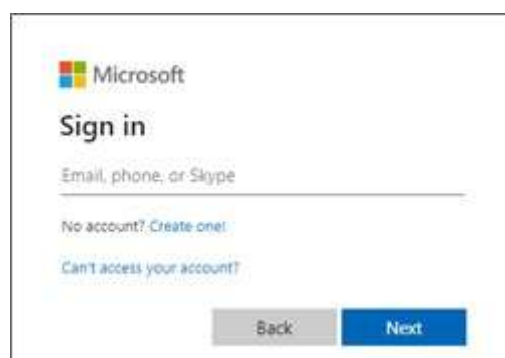 Microsoft
Sign in
Email, phone, or Skype
No account? Create one!
Can't access your account?
Back Next